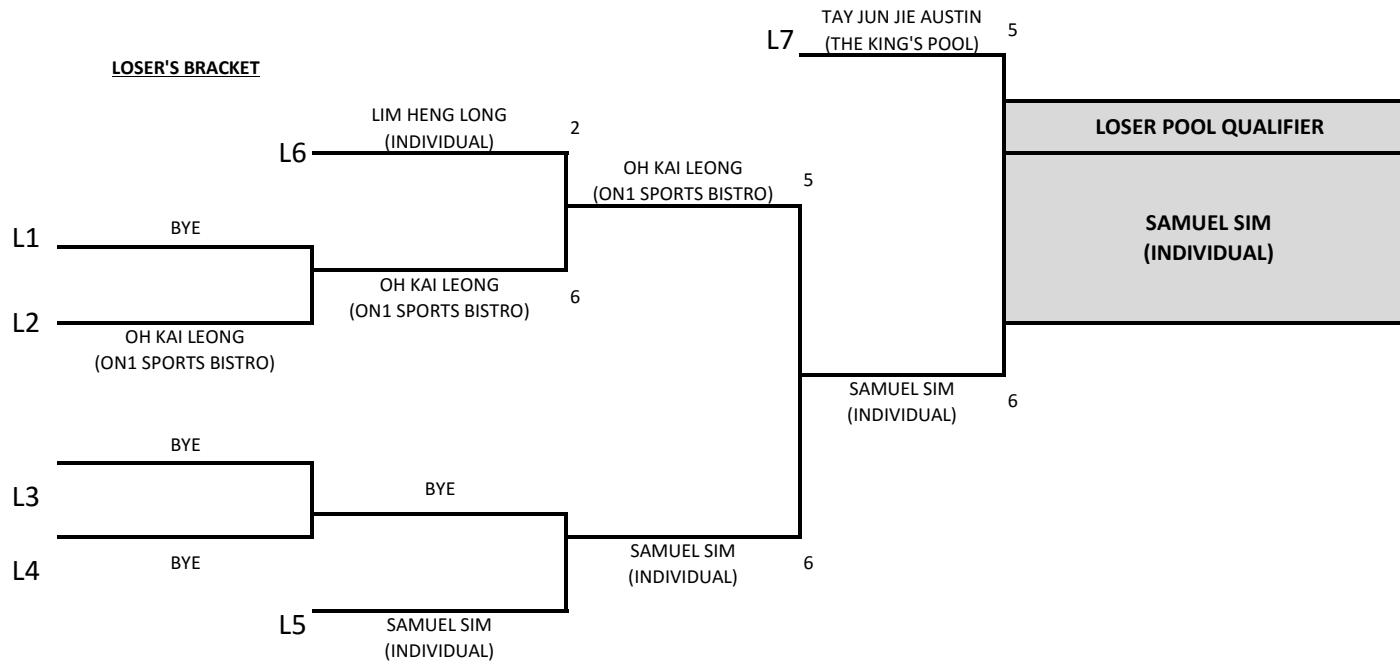 LOSER'S BRACKET
L7
TAY JUN JIE AUSTIN
(THE KING'S POOL)
5
LIM HENG LONG
(INDIVIDUAL)
2
L6
LOSER POOL QUALIFIER
OH KAI LEONG
(ON1 SPORTS BISTRO)
5
L1
BYE
SAMUEL SIM
(INDIVIDUAL)
OH KAI LEONG
(ON1 SPORTS BISTRO)
6
L2
OH KAI LEONG
(ON1 SPORTS BISTRO)
SAMUEL SIM
(INDIVIDUAL)
6
BYE
L3
BYE
L4
BYE
SAMUEL SIM
(INDIVIDUAL)
6
L5
SAMUEL SIM
(INDIVIDUAL)